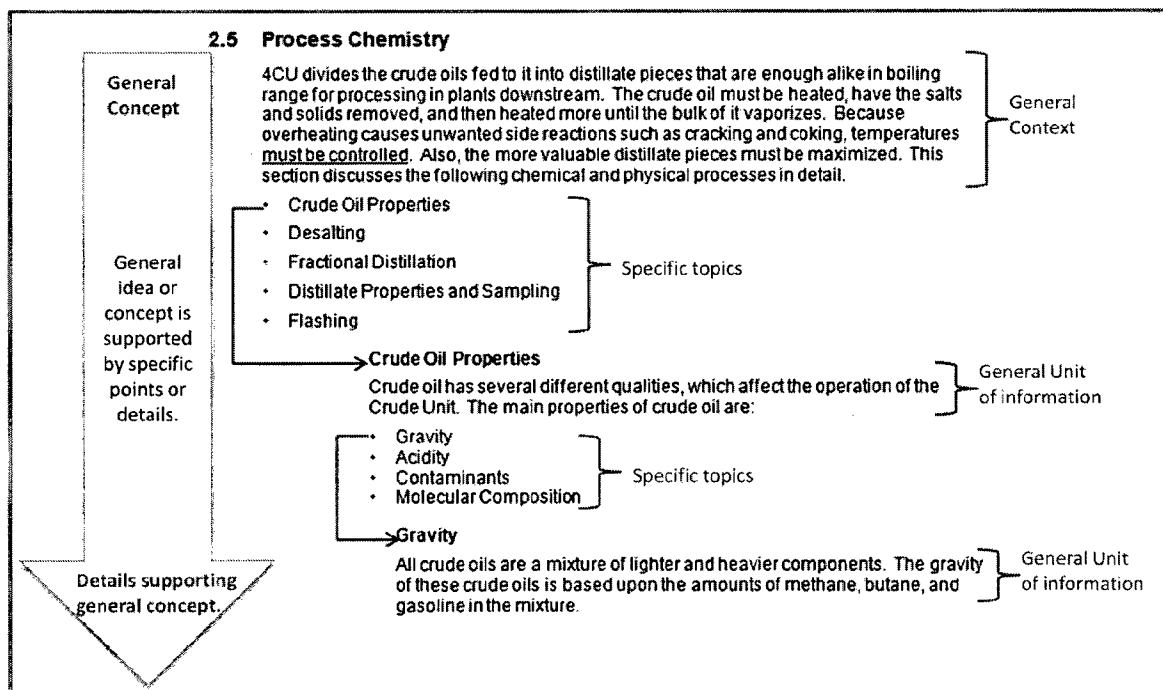 2.5 Process Chemistry
General
Concept
4CU divides the crude oils fed to it into distillate pieces that are enough alike in boiling
range for processing in plants downstream. The crude oil must be heated, have the salts
and solids removed, and then heated more until the bulk of it vaporizes. Because
overheating causes unwanted side reactions such as cracking and coking, temperatures
must be controlled. Also, the more valuable distillate pieces must be maximized. This
section discusses the following chemical and physical processes in detail.
General
Context
• Crude Oil Properties
• Desalting
• Fractional Distillation
• Distillate Properties and Sampling
• Flashing
Specific topics
General
idea or
concept is
supported
by specific
points or
details.
Crude Oil Properties
Crude oil has several different qualities, which affect the operation of the
Crude Unit. The main properties of crude oil are:
General Unit
of information
• Gravity
• Acidity
• Contaminants
• Molecular Composition
Specific topics
Gravity
All crude oils are a mixture of lighter and heavier components. The gravity
of these crude oils is based upon the amounts of methane, butane, and
gasoline in the mixture.
General Unit
of information
Details supporting
general concept.